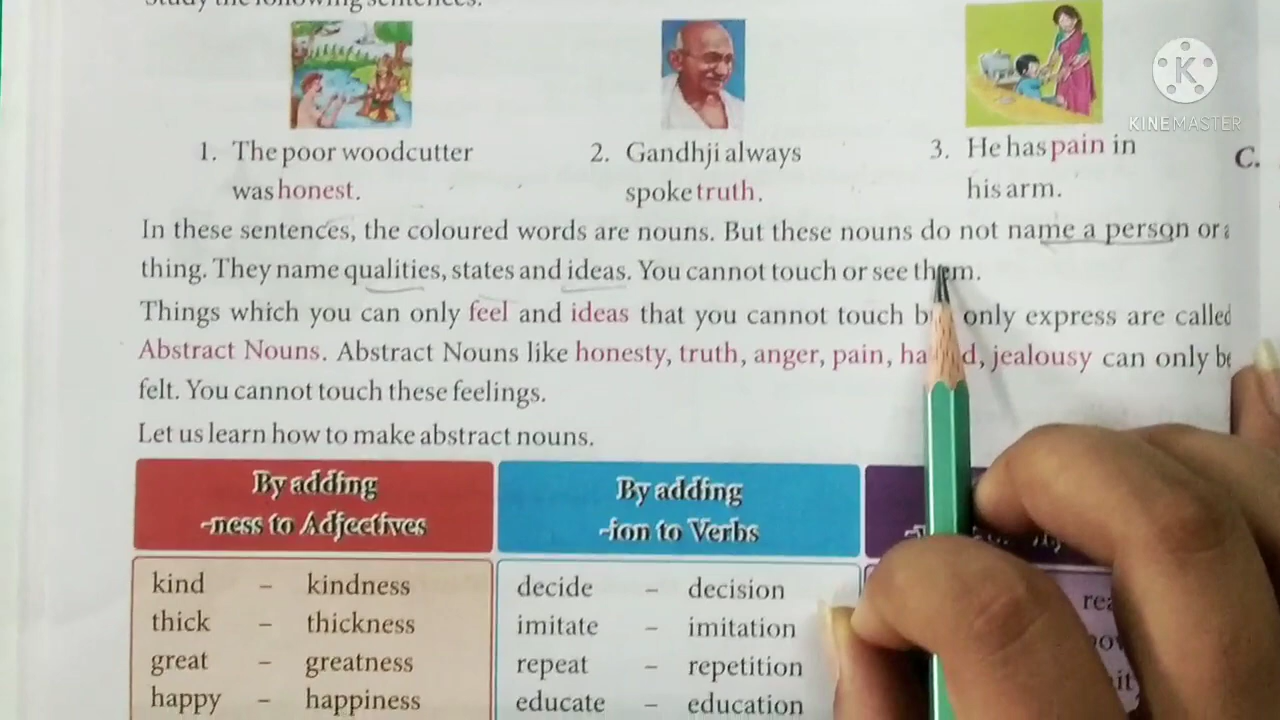 Study the following sentences.
KINEMASTER
1. The poor woodcutter
was honest.
2. Gandhji always
spoke truth.
3. He has pain in
his arm.
C.
In these sentences, the coloured words are nouns. But these nouns do not name a person or a
thing. They name qualities, states and ideas. You cannot touch or see them.
Things which you can only feel and ideas that you cannot touch only express are called
Abstract Nouns. Abstract Nouns like honesty, truth, anger, pain, jealousy can only be
felt. You cannot touch these feelings.
Let us learn how to make abstract nouns.
By adding
-ness to Adjectives
By adding
-ion to Verbs
kind – kindness
thick – thickness
great – greatness
happy – happiness
decide – decision
imitate – imitation
repeat – repetition
educate – education